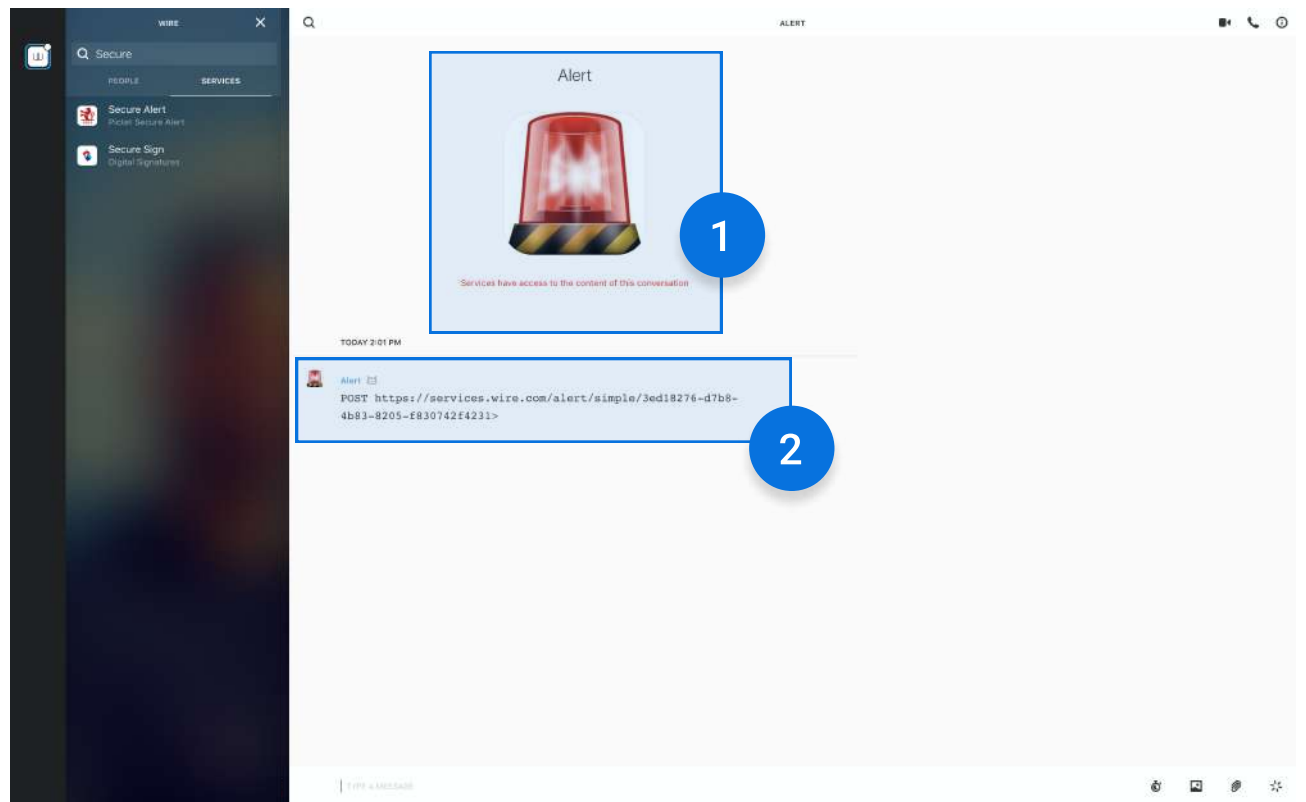 WIRE
Secure
PEOPLE
SERVICES
Secure Alert
Picket Secure Alert
Secure Sign
Digital Signatures
ALERT
Alert
Services have access to the content of this conversation
1
TODAY 2:01 PM
Alert
POST https://services.wire.com/alert/simple/3ed18276-d7b8-
4b83-8205-f830742f4231>
2
TYPE A MESSAGE